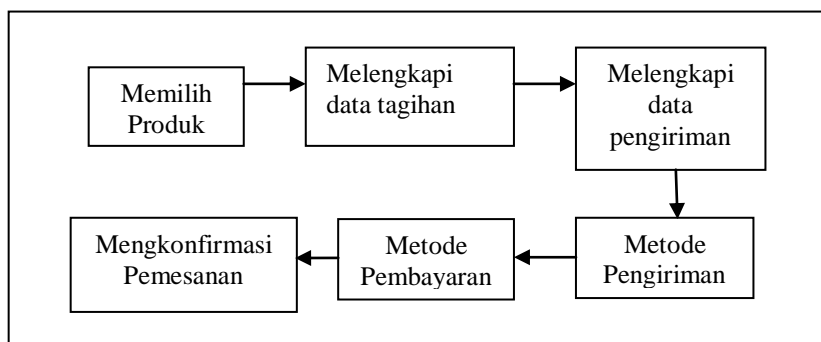 Memilih
Produk
Melengkapi
data tagihan
Melengkapi
data
pengiriman
Metode
Pengiriman
Metode
Pembayaran
Mengkonfirmasi
Pemesanan